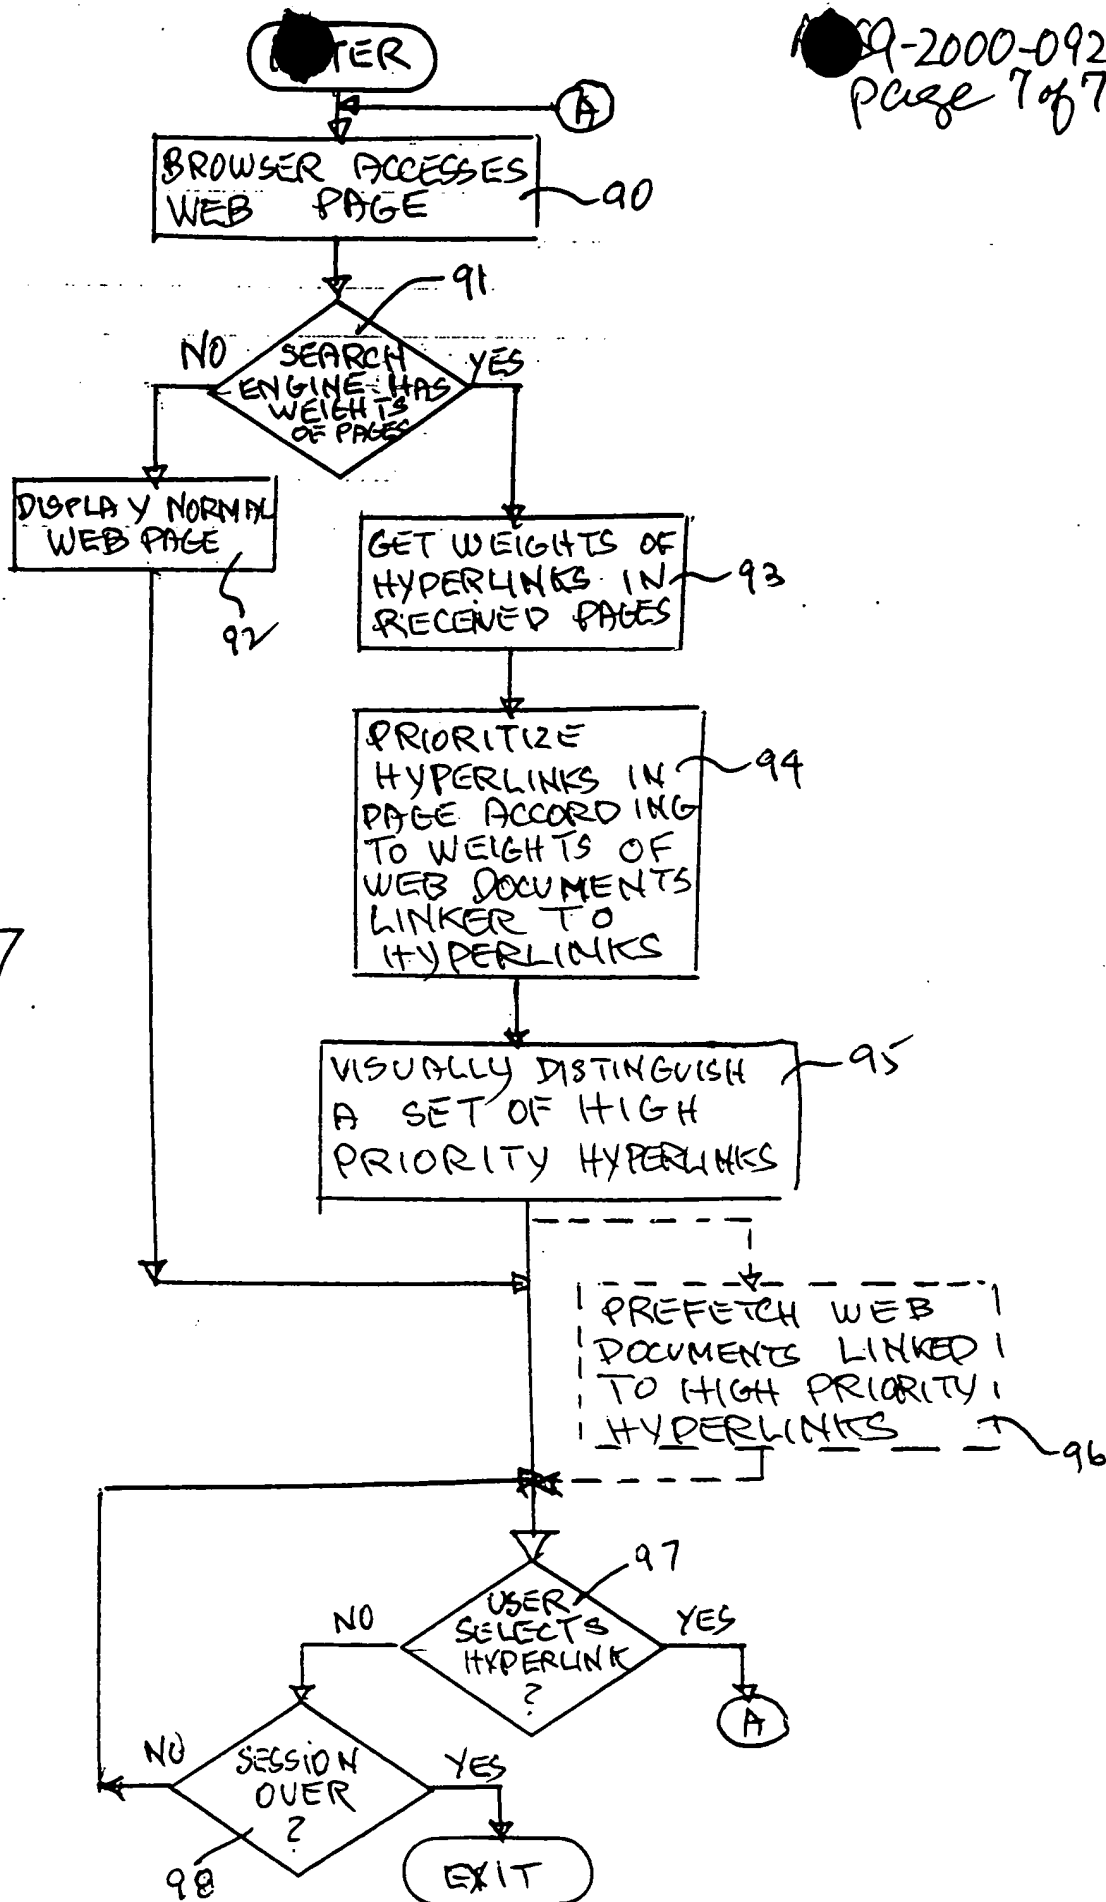 TER
9-2000-092
page 7 of 7
A
BROWSER ACCESSES
WEB PAGE
90
91
NO
YES
SEARCH
ENGINE HAS
WEIGHTS
OF PAGES
DISPLAY NORMAL
WEB PAGE
92
GET WEIGHTS OF
HYPERLINKS IN
RECEIVED PAGES
93
PRIORITIZE
HYPERLINKS IN
PAGE ACCORDING
TO WEIGHTS OF
WEB DOCUMENTS
LINKER TO
HYPERLINKS
94
7
VISUALLY DISTINGUISH
A SET OF HIGH
PRIORITY HYPERLINKS
95
PREFETCH WEB
DOCUMENTS LINKED
TO HIGH PRIORITY
HYPERLINKS
96
97
NO
YES
USER
SELECTS
HYPERLINK
?
A
NO
YES
SESSION
OVER
?
98
EXIT